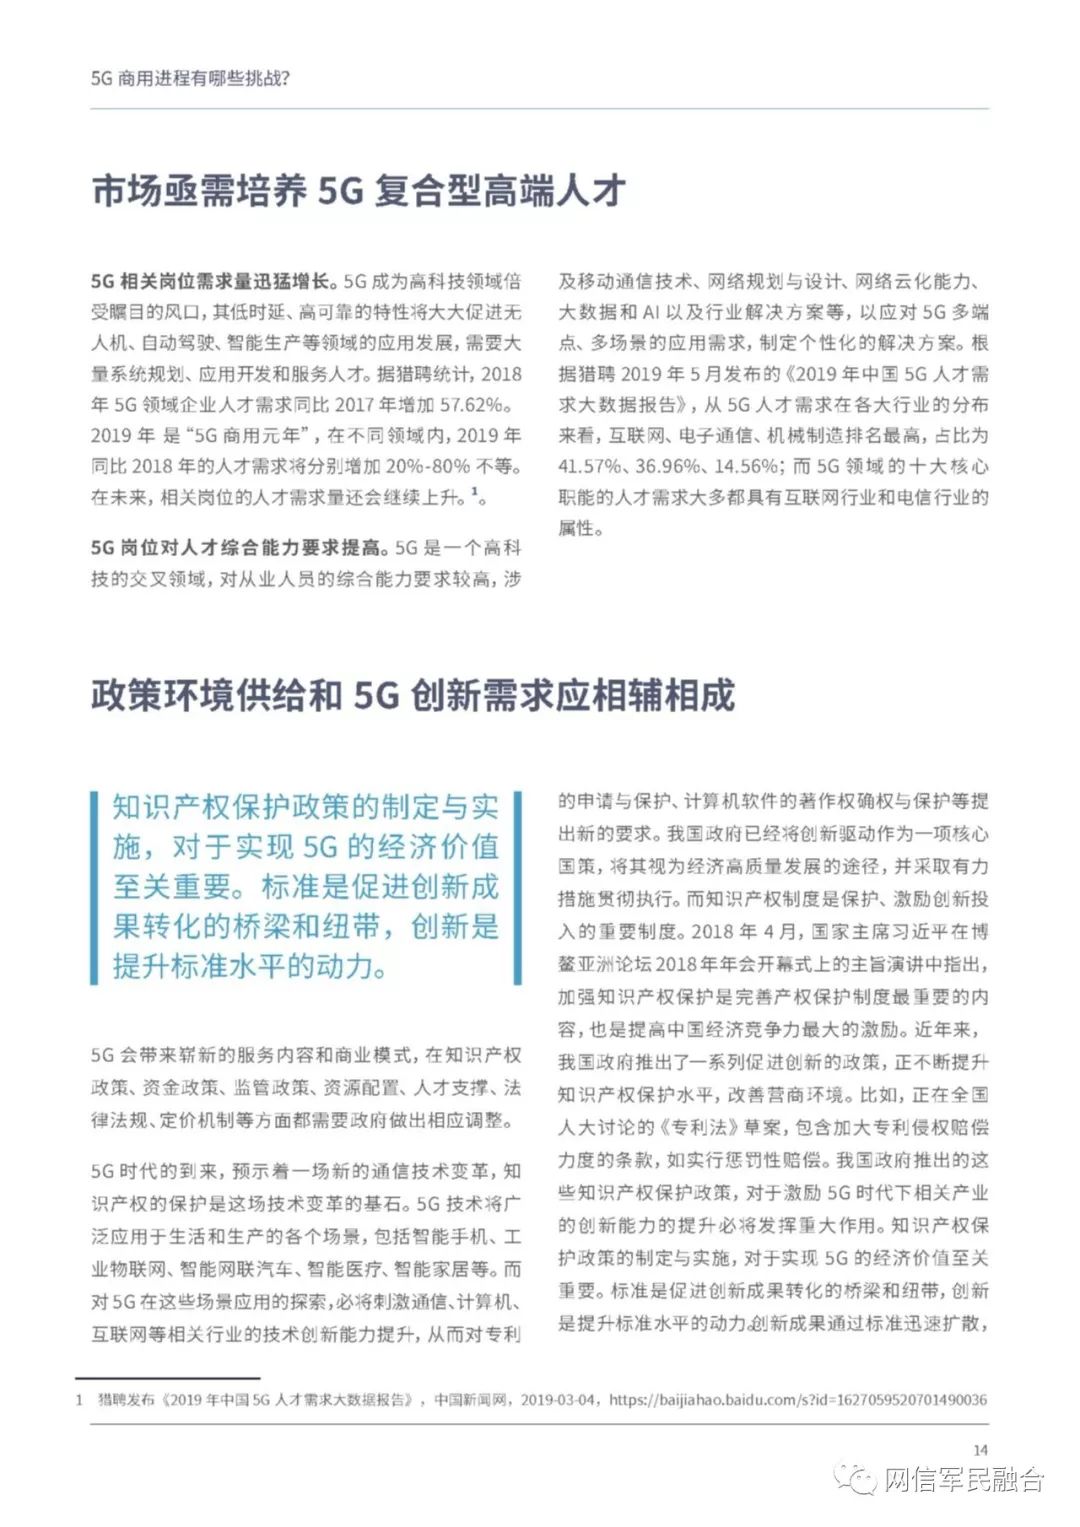 5G 商用进程有哪些挑战?
市场亟需培养 5G 复合型高端人才
5G 相关岗位需求量迅猛增长。5G 成为高科技领域倍
受瞩目的风口，其低时延、高可靠的特性将大大促进无
人机、自动驾驶、智能生产等领域的应用发展，需要大
量系统规划、应用开发和服务人才。据猎聘统计，2018
年 5G 领域企业人才需求同比 2017 年增加 57.62%。
2019 年 是 “5G 商用元年”，在不同领域内，2019 年
同比 2018 年的人才需求将分别增加 20%-80% 不等。
在未来，相关岗位的人才需求量还会继续上升。1。
5G 岗位对人才综合能力要求提高。5G 是一个高科
技的交叉领域，对从业人员的综合能力要求较高，涉
及移动通信技术、网络规划与设计、网络云化能力、
大数据和 AI 以及行业解决方案等，以应对 5G 多端
点、多场景的应用需求，制定个性化的解决方案。根
据猎聘 2019 年 5 月发布的《2019 年中国 5G 人才需
求大数据报告》，从 5G 人才需求在各大行业的分布
来看，互联网、电子通信、机械制造排名最高，占比为
41.57%、36.96%、14.56%；而 5G 领域的十大核心
职能的人才需求大多都具有互联网行业和电信行业的
属性。
政策环境供给和 5G 创新需求应相辅相成
知识产权保护政策的制定与实
施，对于实现 5G 的经济价值
至关重要。标准是促进创新成
果转化的桥梁和纽带，创新是
提升标准水平的动力。
5G 会带来崭新的服务内容和商业模式，在知识产权
政策、资金政策、监管政策、资源配置、人才支撑、法
律法规、定价机制等方面都需要政府做出相应调整。
5G 时代的到来，预示着一场新的通信技术变革，知
识产权的保护是这场技术变革的基石。5G 技术将广
泛应用于生活和生产的各个场景，包括智能手机、工
业物联网、智能网联汽车、智能医疗、智能家居等。而
对 5G 在这些场景应用的探索，必将刺激通信、计算机、
互联网等相关行业的技术创新能力提升，从而对专利
的申请与保护、计算机软件的著作权确权与保护等提
出新的要求。我国政府已经将创新驱动作为一项核心
国策，将其视为经济高质量发展的途径，并采取有力
措施贯彻执行。而知识产权制度是保护、激励创新投
入的重要制度。2018 年 4 月，国家主席习近平在博
鳌亚洲论坛 2018 年年会开幕式上的主旨演讲中指出，
加强知识产权保护是完善产权保护制度最重要的内
容，也是提高中国经济竞争力最大的激励。近年来，
我国政府推出了一系列促进创新的政策，正不断提升
知识产权保护水平，改善营商环境。比如，正在全国
人大讨论的《专利法》草案，包含加大专利侵权赔偿
力度的条款，如实行惩罚性赔偿。我国政府推出的这
些知识产权保护政策，对于激励 5G 时代下相关产业
的创新能力的提升必将发挥重大作用。知识产权保
护政策的制定与实施，对于实现 5G 的经济价值至关
重要。标准是促进创新成果转化的桥梁和纽带，创新
是提升标准水平的动力。创新成果通过标准迅速扩散，
1 猎聘发布《2019 年中国 5G 人才需求大数据报告》，中国新闻网，2019-03-04，https://baijiahao.baidu.com/s?id=1627059520701490036
14
网信军民融合